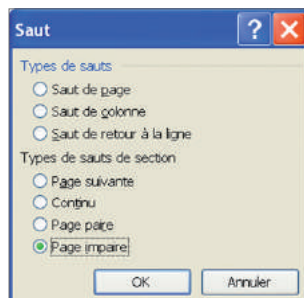 Saut
Types de sauts
Saut de page
Saut de colonne
Saut de retour à la ligne
Types de sauts de section
Page suivante
Continu
Page paire
Page impaire
OK
Annuler